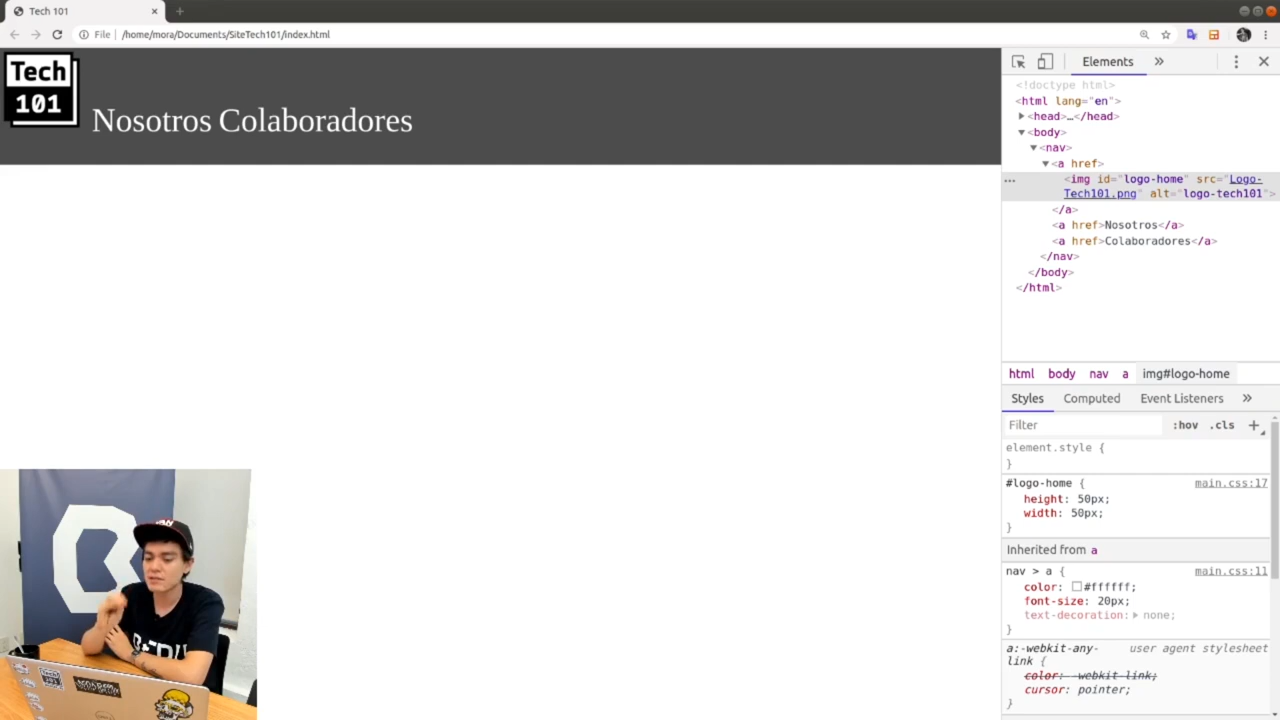 Tech 101
File | /home/mora/Documents/SiteTech101/index.html
Tech
101
Nosotros Colaboradores
Elements
<!doctype html>
<html lang="en">
<head>…</head>
<body>
<nav>
<a href>
<img id="logo-home" src="Logo-
Tech101.png" alt="logo-tech101">
</a>
<a href>Nosotros</a>
<a href>Colaboradores</a>
</nav>
</body>
</html>
html body nav a img#logo-home
Styles Computed Event Listeners
Filter :hov .cls
element.style {
}
#logo-home { main.css:17
height: 50px;
width: 50px;
}
Inherited from a
nav > a { main.css:11
color: #ffffff;
font-size: 20px;
text-decoration: none;
}
a:-webkit-any- user agent stylesheet
link {
color: -webkit-link;
cursor: pointer;
}